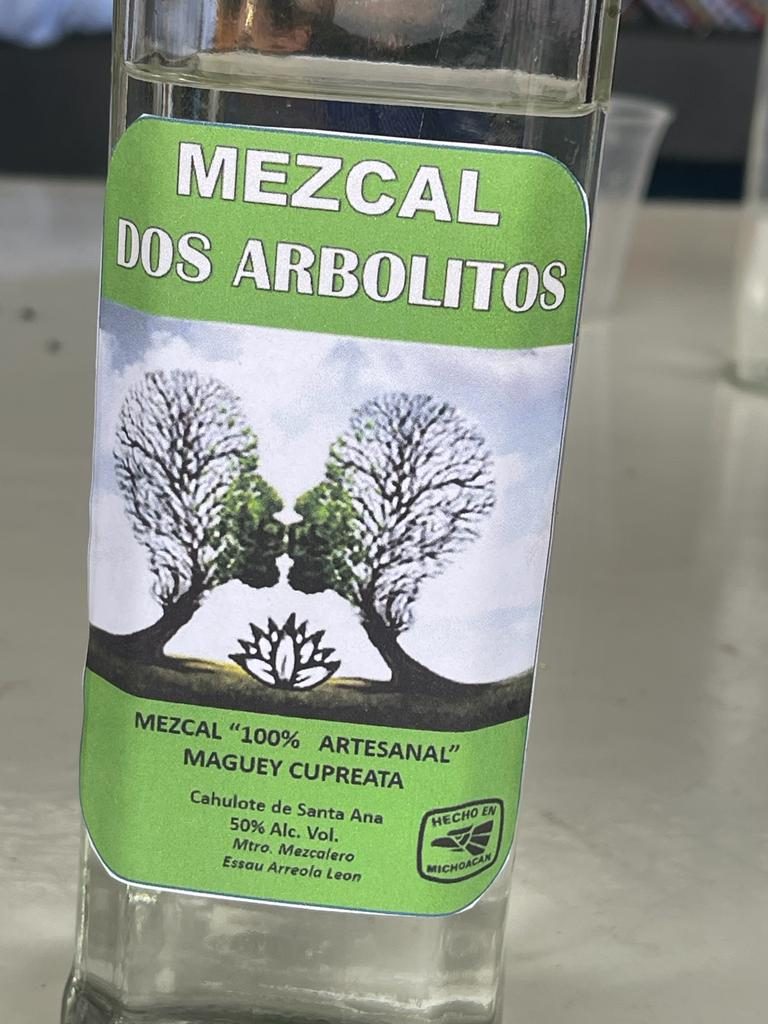 MEZCAL
DOS ARBOLITOS
MEZCAL “100% ARTESANAL”
MAGUEY CUPREATA
Cahulote de Santa Ana
50% Alc. Vol.
Mtro. Mezcalero
Essau Arreola Leon
HECHO EN
MICHOACAN